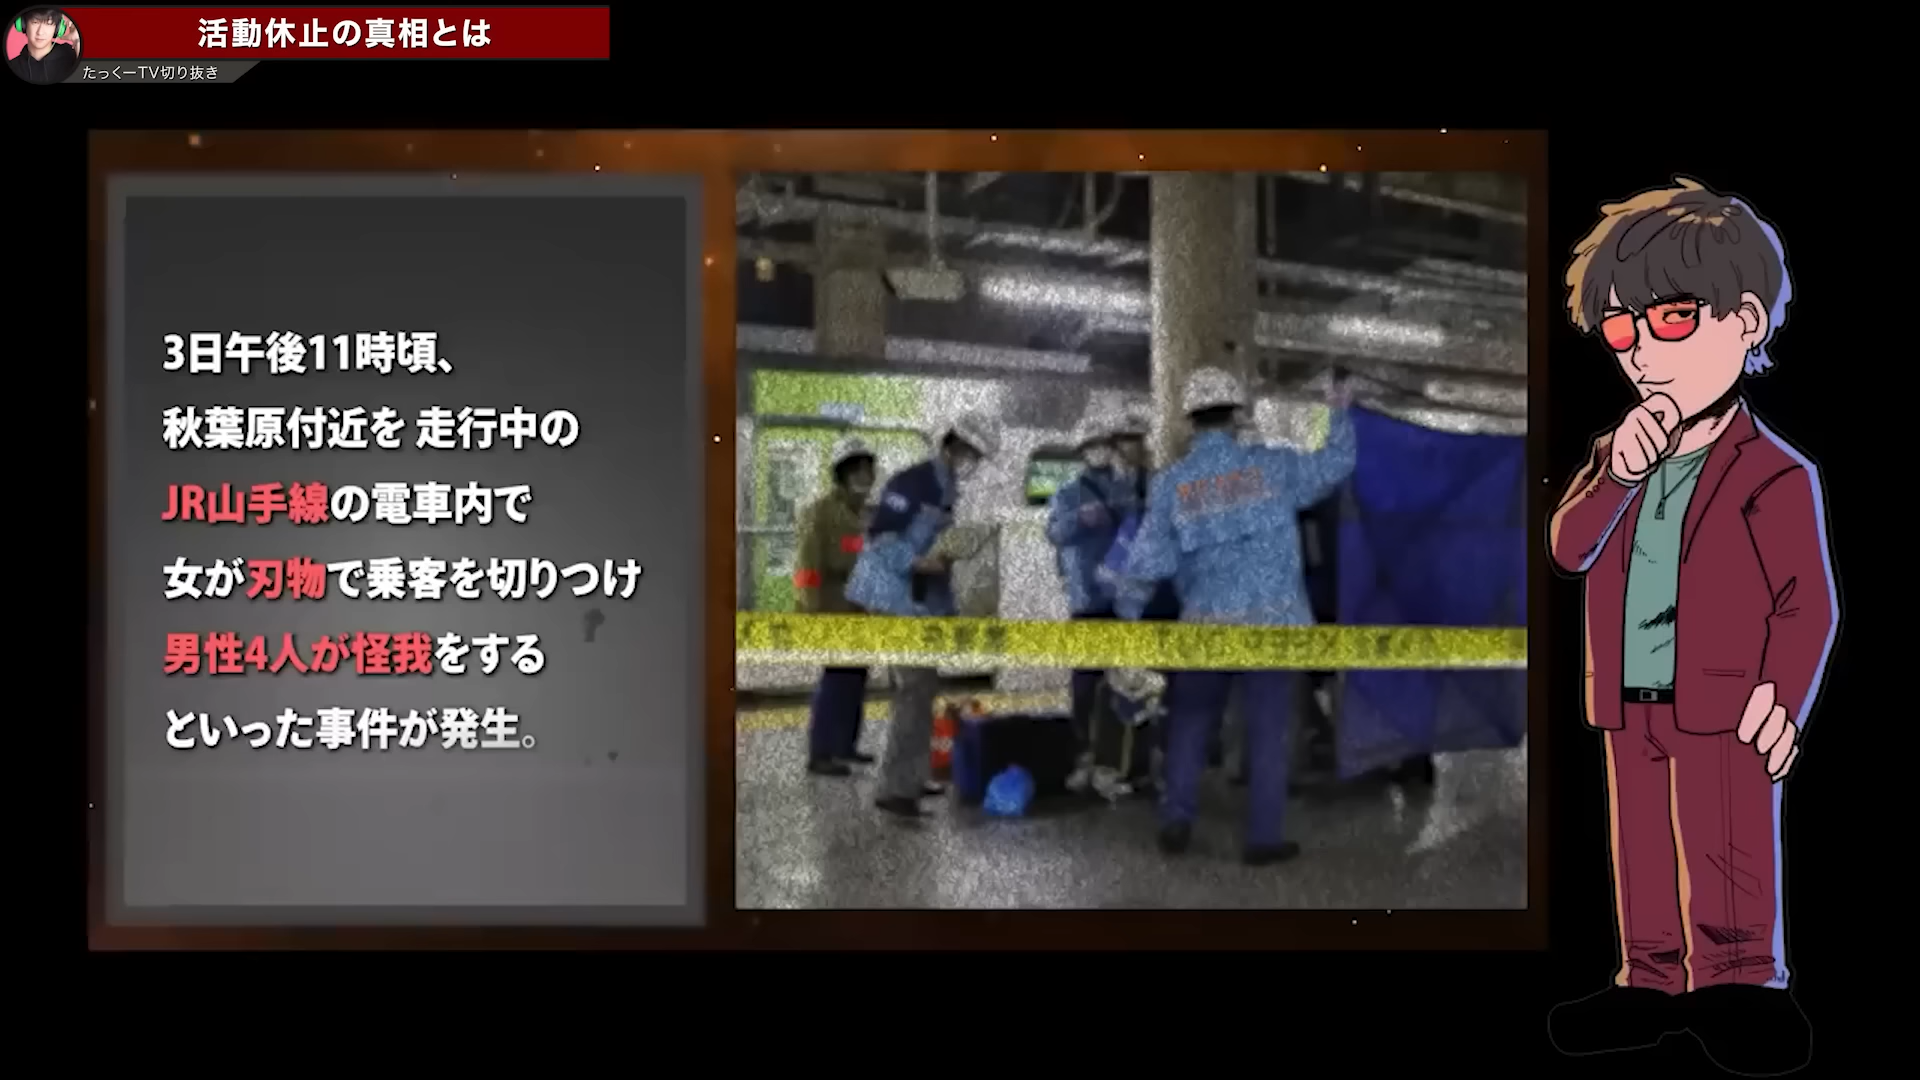 活動休止の真相とは
たっくーTV切り抜き
3日午後11時頃、
秋葉原付近を 走行中の
JR山手線の電車内で
女が刃物で乗客を切りつけ
男性4人が怪我をする
といった事件が発生。